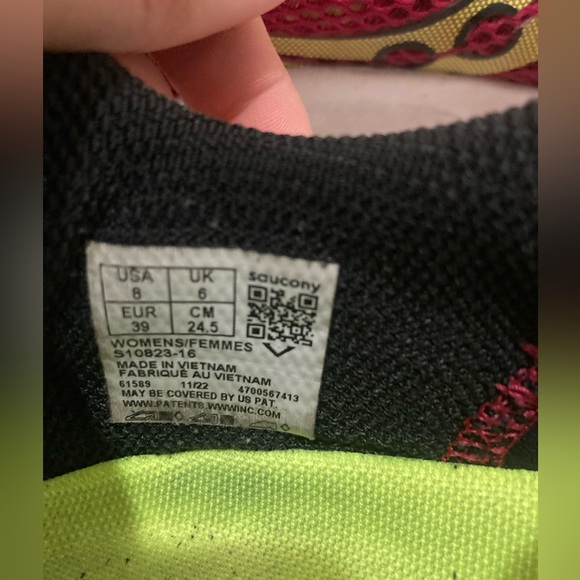 USA UK saucony
8 6
EUR CM
39 24.5
WOMENS/FEMMES
S10823-16
MADE IN VIETNAM
FABRIQUÉ AU VIETNAM
61589 11/22 4700567413
MAY BE COVERED BY US PAT.
WWW.PATENTS.WWWINC.COM